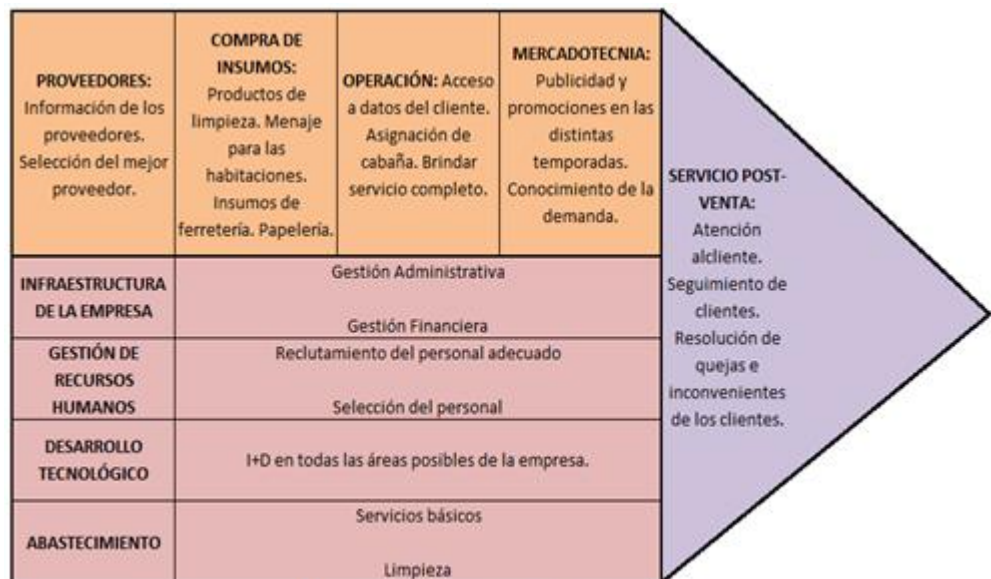 PROVEEDORES:
Información de los
proveedores.
Selección del mejor
proveedor.
COMPRA DE
INSUMOS:
Productos de
limpieza. Menaje
para las
habitaciones.
Insumos de
ferretería. Papelería.
OPERACIÓN: Acceso
a datos del cliente.
Asignación de
cabaña. Brindar
servicio completo.
MERCADOTECNIA:
Publicidad y
promociones en las
distintas
temporadas.
Conocimiento de la
demanda.
SERVICIO POST-
VENTA:
Atención
alcliente.
Seguimiento de
clientes.
Resolución de
quejas e
inconvenientes
de los clientes.
INFRAESTRUCTURA
DE LA EMPRESA
Gestión Administrativa
Gestión Financiera
GESTIÓN DE
RECURSOS
HUMANOS
Reclutamiento del personal adecuado
Selección del personal
DESARROLLO
TECNOLÓGICO
I+D en todas las áreas posibles de la empresa.
ABASTECIMIENTO
Servicios básicos
Limpieza